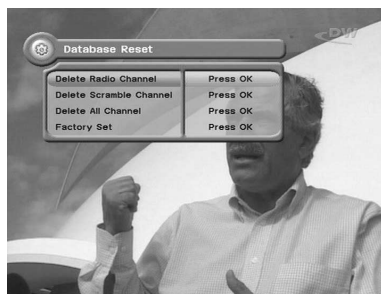 DW
Database Reset
Delete Radio Channel Press OK
Delete Scramble Channel Press OK
Delete All Channel Press OK
Factory Set Press OK